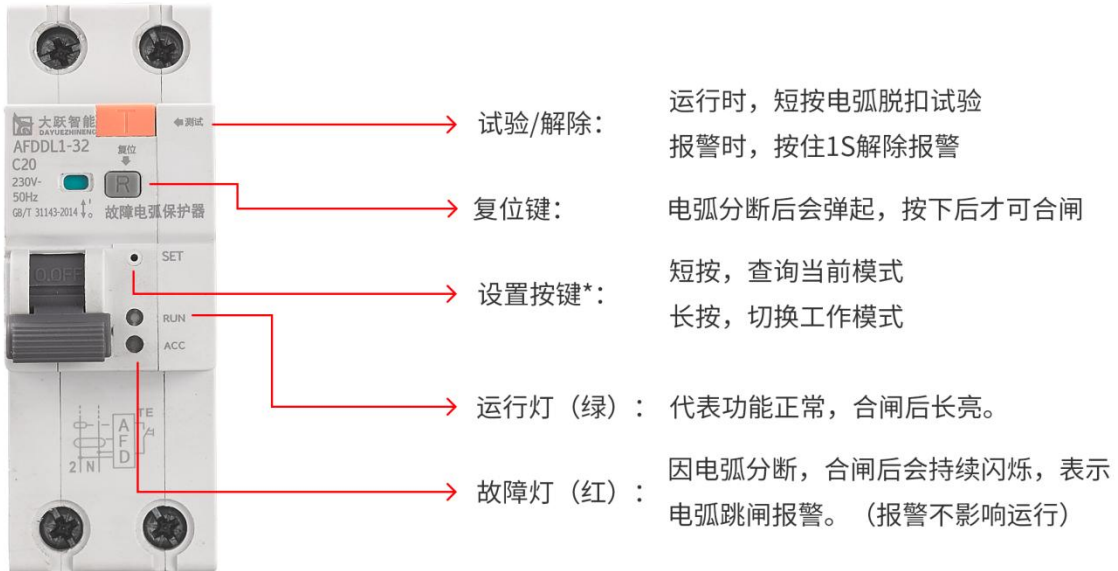 大跃智能
DAYUEZHINENG
T
测试
AFDDL1-32
C20
230V~
50Hz
GB/T 31143-2014
复位
R
故障电弧保护器
O.OFF
SET
RUN
ACC
TE
A
F
D
2 N
试验/解除：
运行时，短按电弧脱扣试验
报警时，按住1S解除报警
复位键：
电弧分断后会弹起，按下后才可合闸
设置按键*：
短按，查询当前模式
长按，切换工作模式
运行灯（绿）：
代表功能正常，合闸后长亮。
故障灯（红）：
因电弧分断，合闸后会持续闪烁，表示
电弧跳闸报警。（报警不影响运行）